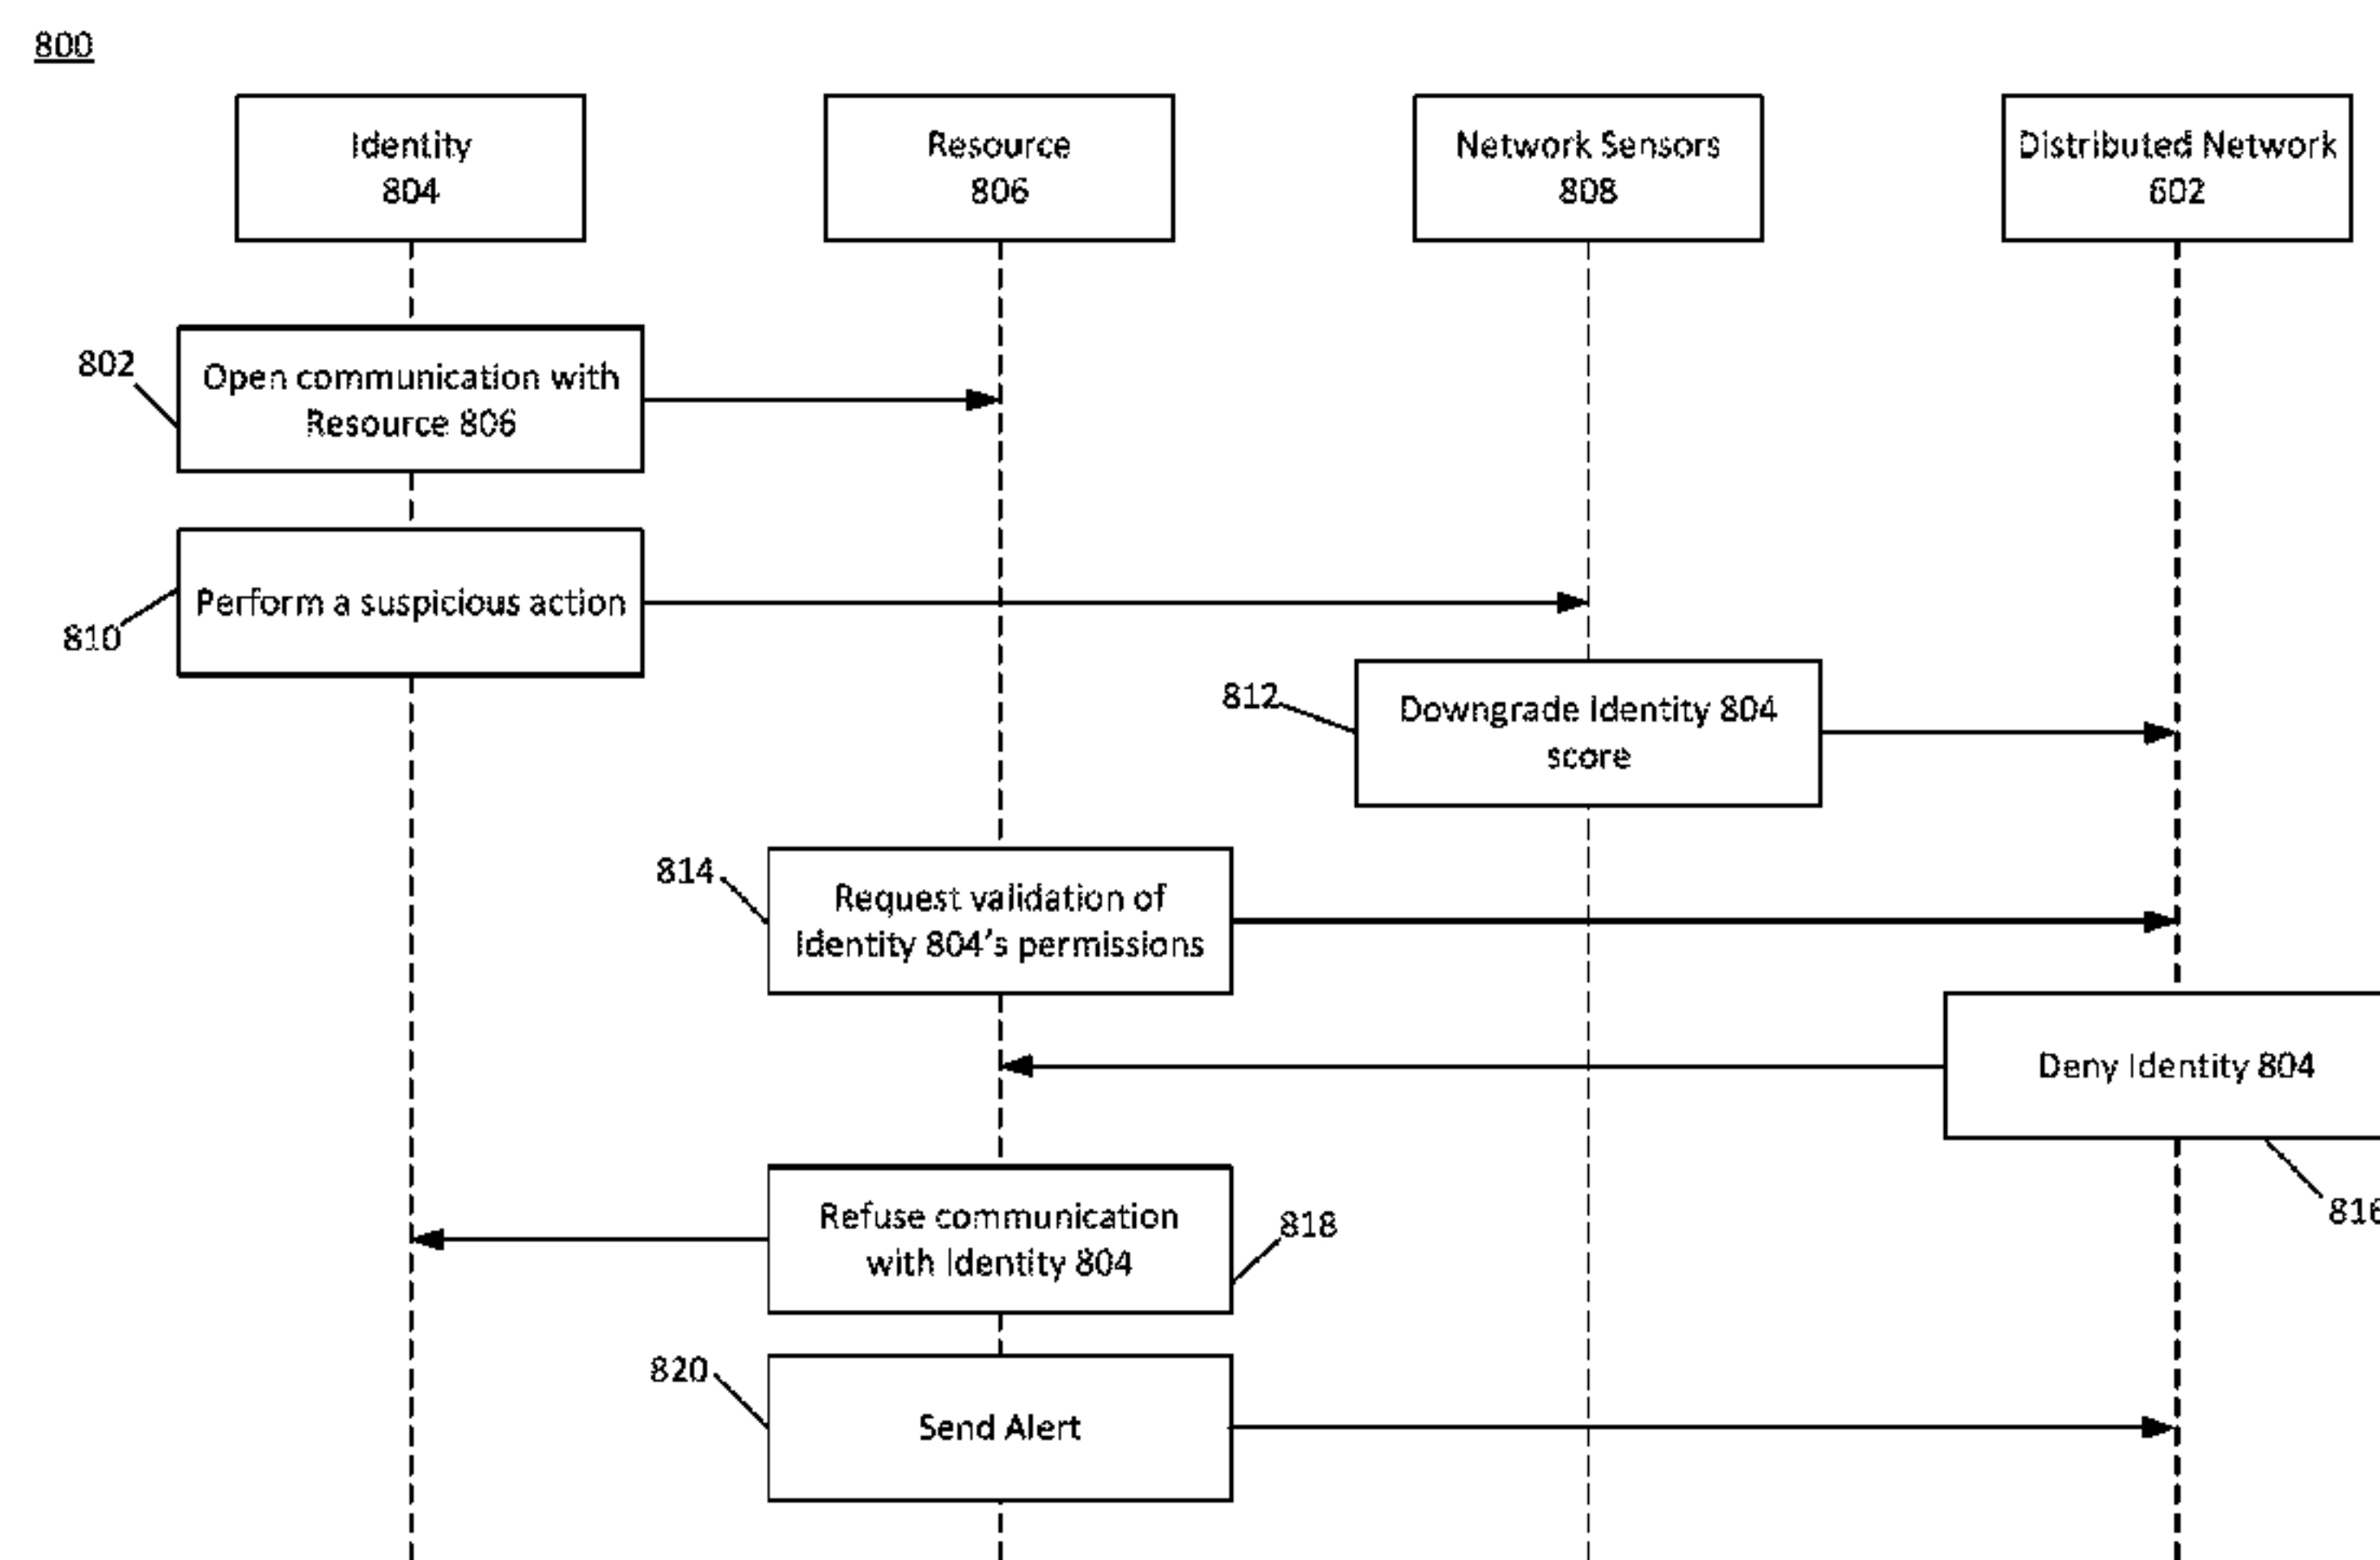 800
Identity
804
Resource
806
Network Sensors
808
Distributed Network
602
802
Open communication with
Resource 806
810
Perform a suspicious action
812
Downgrade Identity 804
score
814
Request validation of
Identity 804's permissions
Deny Identity 804
816
Refuse communication
with Identity 804
818
820
Send Alert